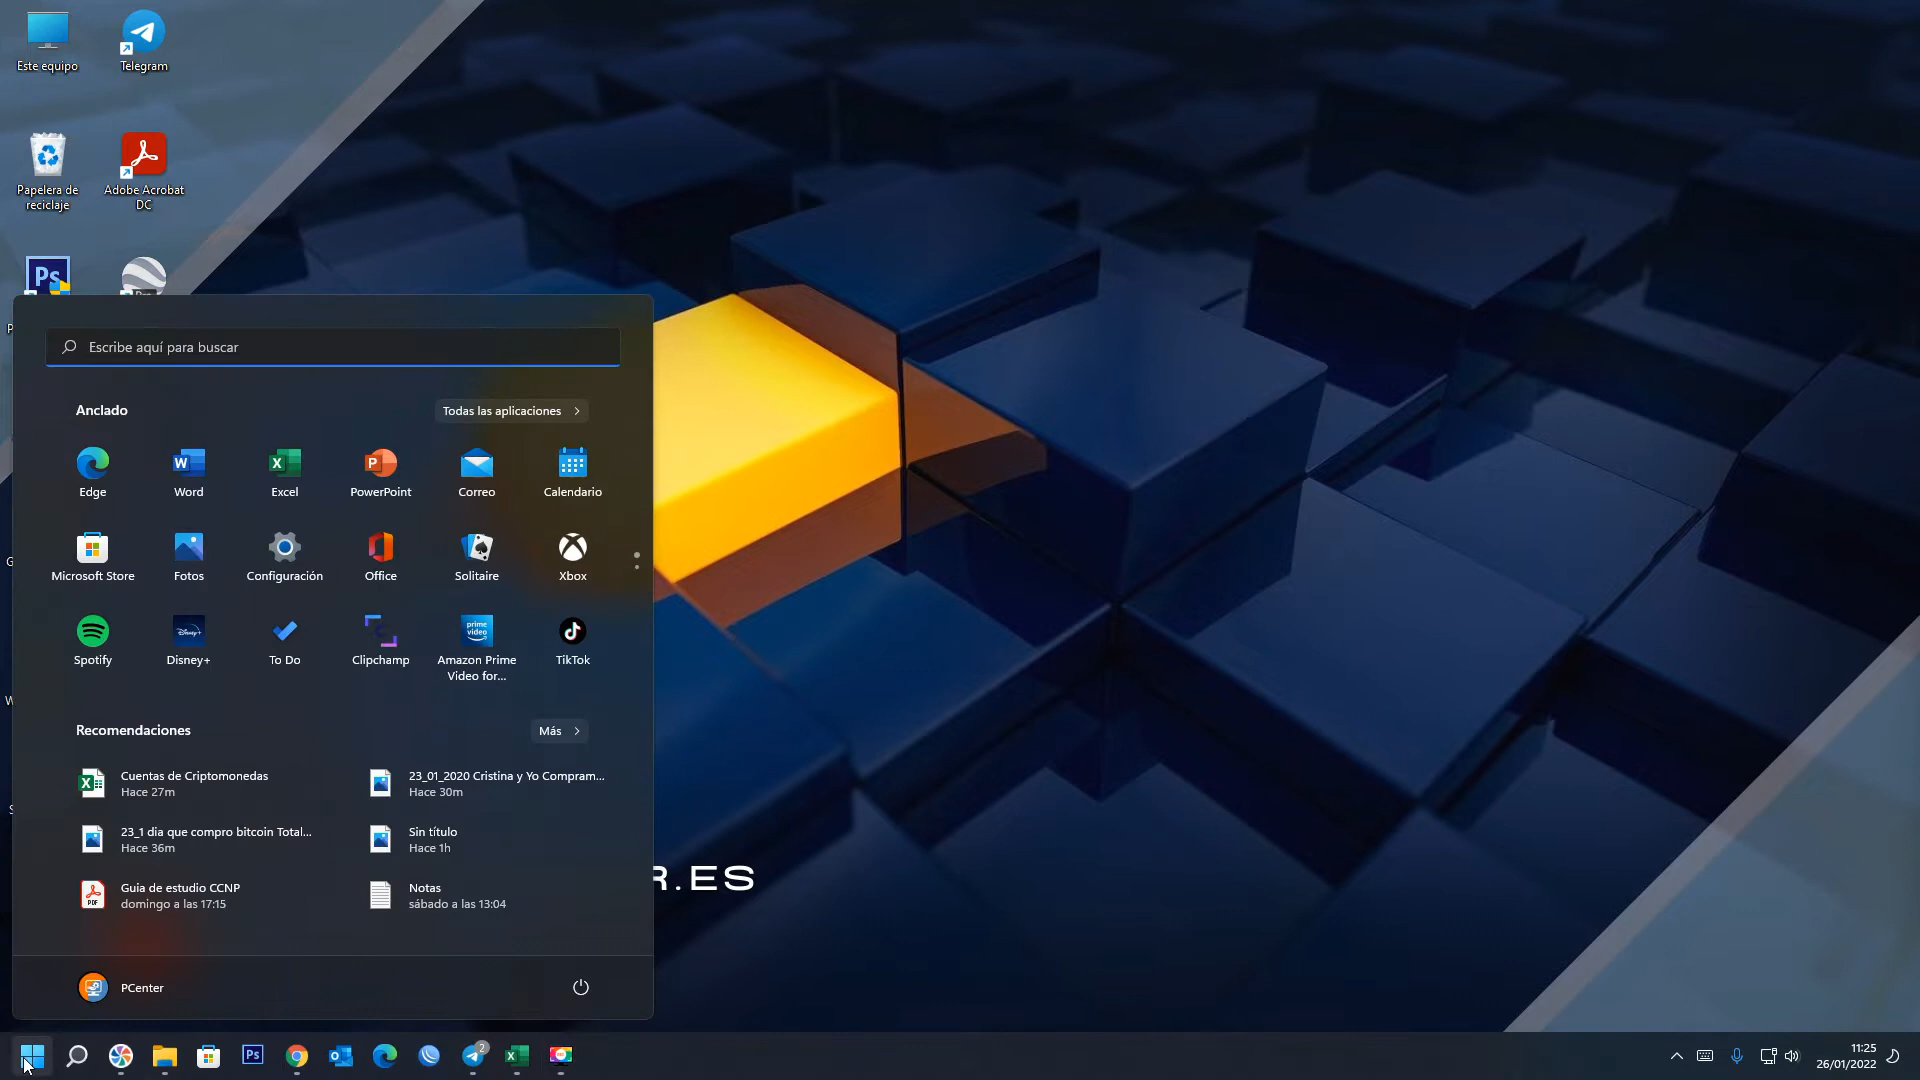 Este equipo
Telegram
Papelera de
reciclaje
Adobe Acrobat
DC
Ps
Escribe aquí para buscar
Anclado
Todas las aplicaciones
Edge
Word
Excel
PowerPoint
Correo
Calendario
Microsoft Store
Fotos
Configuración
Office
Solitaire
Xbox
Spotify
Disney+
To Do
Clipchamp
Amazon Prime
Video for...
TikTok
Recomendaciones
Más
Cuentas de Criptomonedas
Hace 27m
23_01_2020 Cristina y Yo Compram...
Hace 30m
23_1 dia que compro bitcoin Total...
Hace 36m
Sin título
Hace 1h
Guia de estudio CCNP
domingo a las 17:15
Notas
sábado a las 13:04
R.ES
PCenter
Ps
2
11:25
26/01/2022